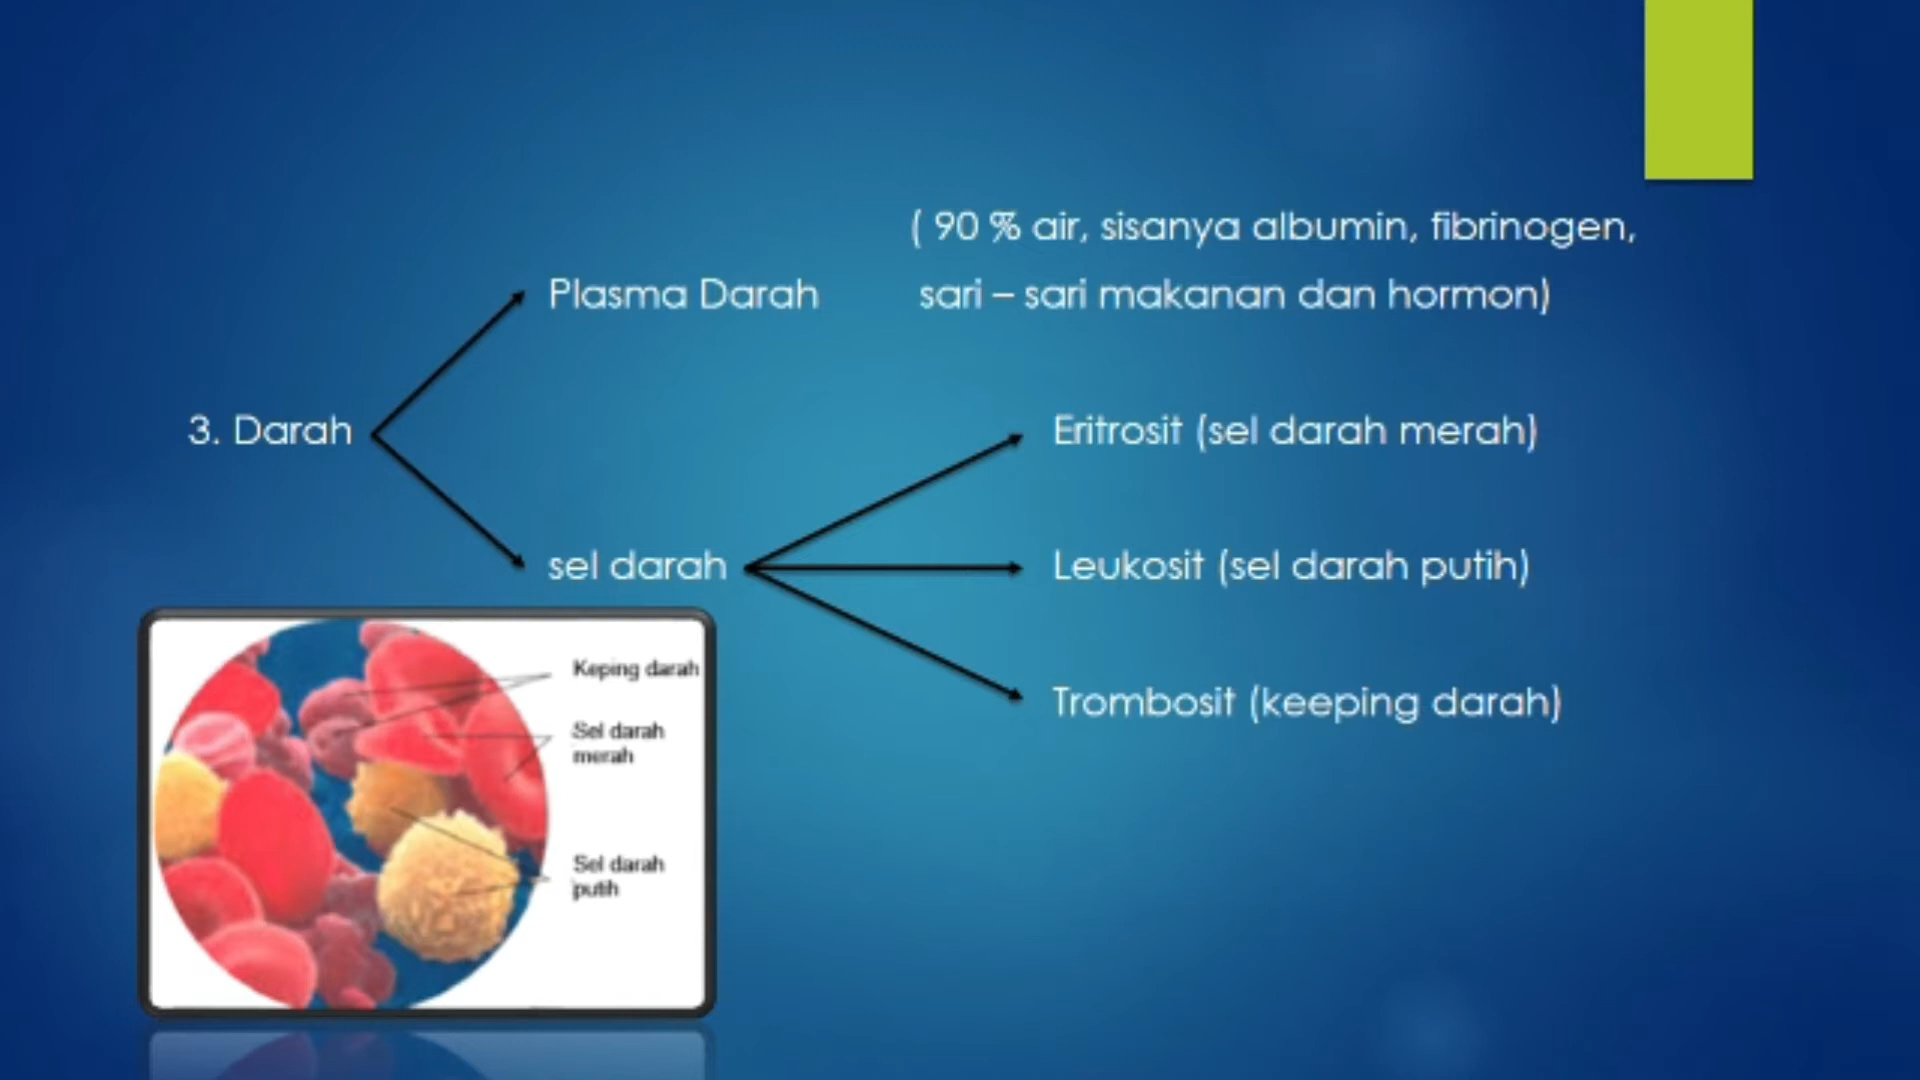 ( 90 % air, sisanya albumin, fibrinogen,
Plasma Darah sari – sari makanan dan hormon)
3. Darah Eritrosit (sel darah merah)
sel darah Leukosit (sel darah putih)
Trombosit (keeping darah)
Keping darah
Sel darah
merah
Sel darah
putih